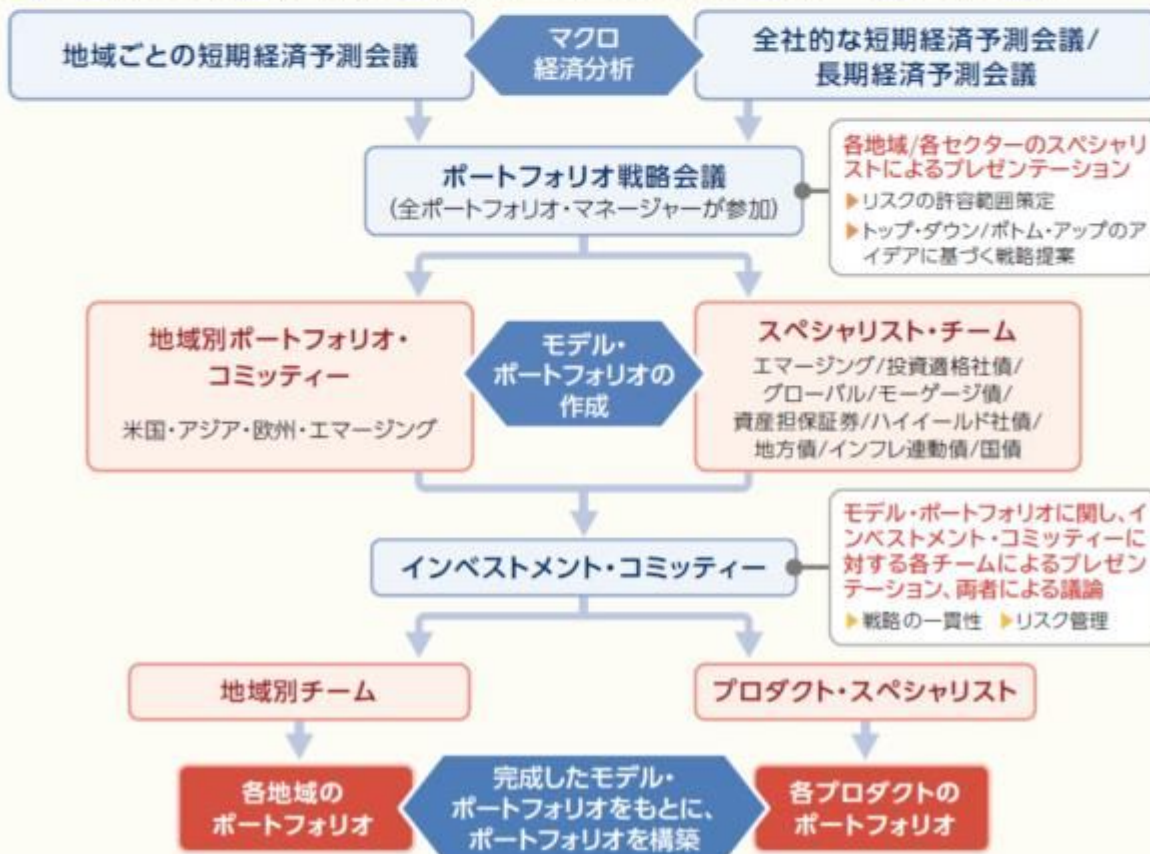 地域ごとの短期経済予測会議
マクロ
経済分析
全社的な短期経済予測会議/
長期経済予測会議
ポートフォリオ戦略会議
(全ポートフォリオ・マネージャーが参加)
各地域/各セクターのスペシャリ
ストによるプレゼンテーション
▶リスクの許容範囲策定
▶トップ・ダウン/ボトム・アップのア
イデアに基づく戦略提案
地域別ポートフォリオ・
コミッティー
米国・アジア・欧州・エマージング
モデル・
ポートフォリオの
作成
スペシャリスト・チーム
エマージング/投資適格社債/
グローバル/モーゲージ債/
資産担保証券/ハイイールド社債/
地方債/インフレ連動債/国債
インベストメント・コミッティー
モデル・ポートフォリオに関し、イ
ンベストメント・コミッティーに
対する各チームによるプレゼン
テーション、両者による議論
▶戦略の一貫性 ▶リスク管理
地域別チーム
プロダクト・スペシャリスト
各地域の
ポートフォリオ
完成したモデル・
ポートフォリオをもとに、
ポートフォリオを構築
各プロダクトの
ポートフォリオ